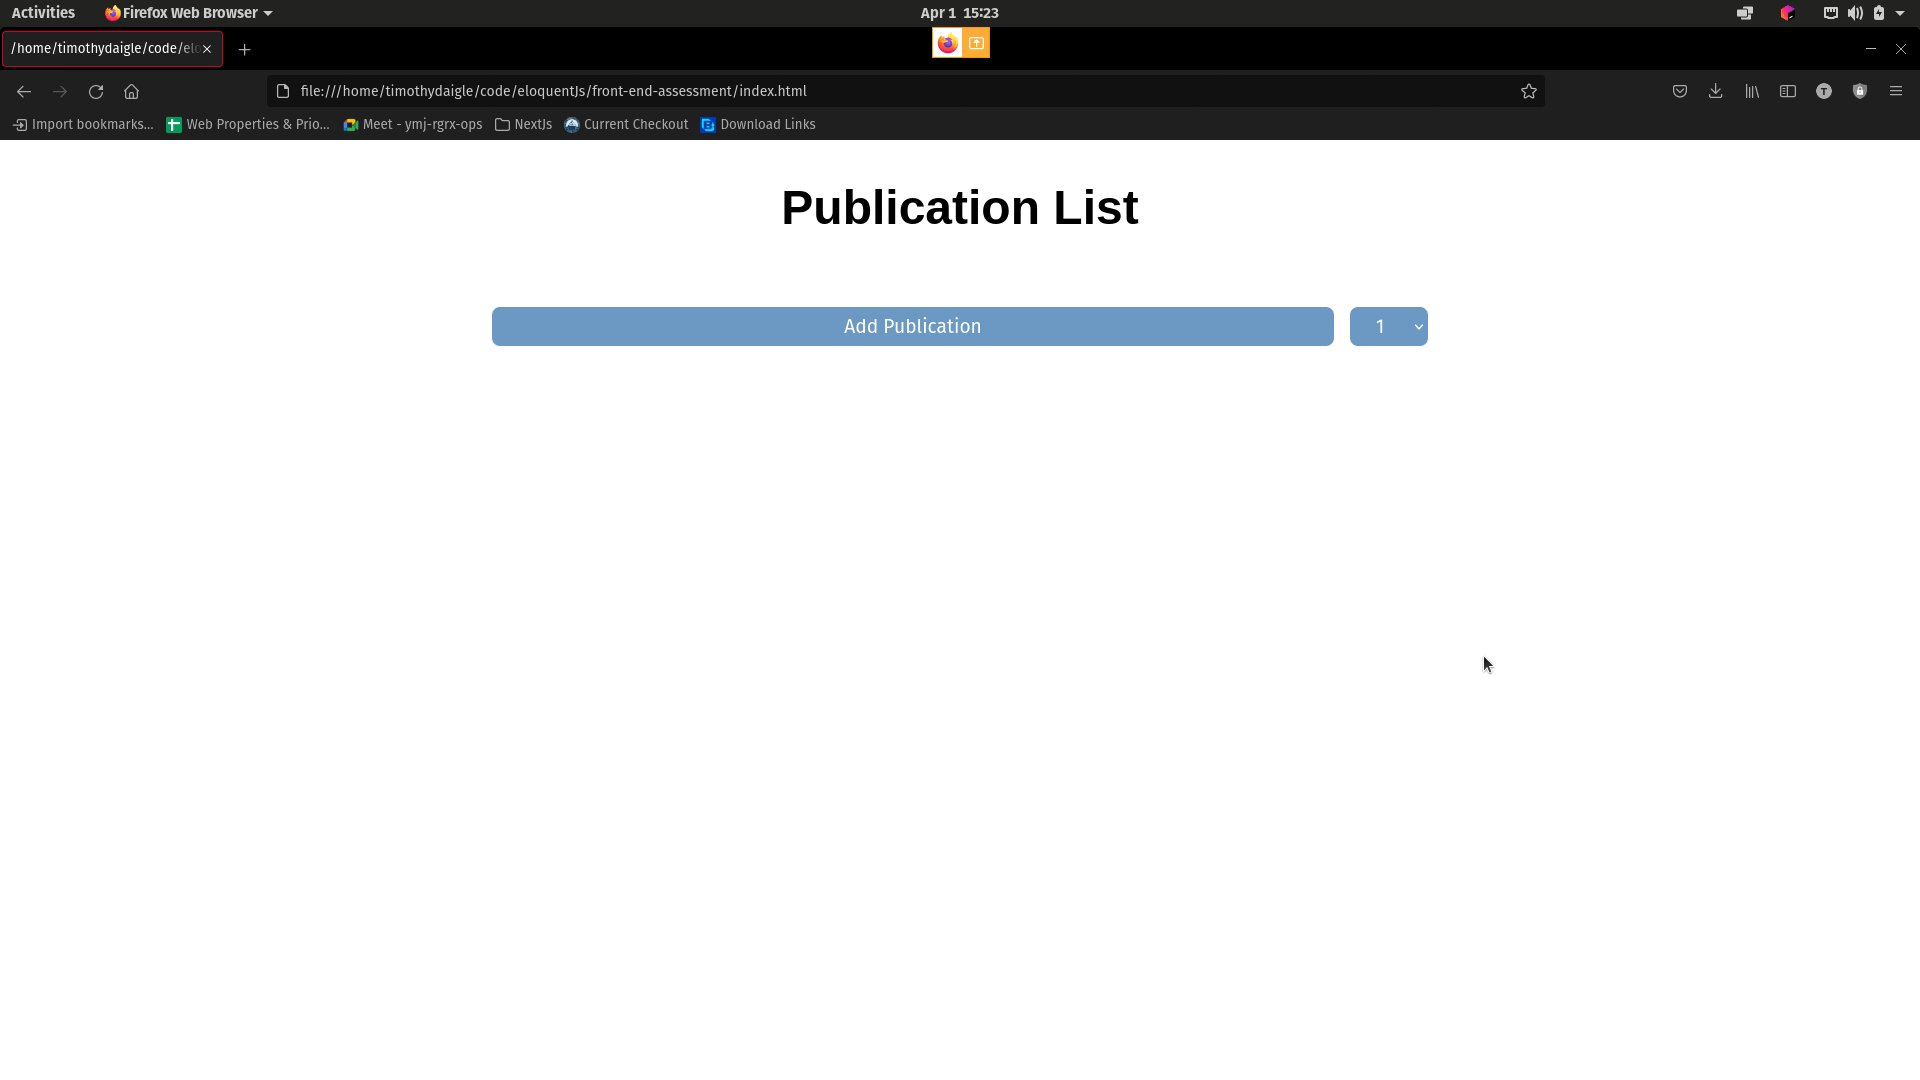 Activities Firefox Web Browser Apr 1 15:23
/home/timothydaigle/code/el
file:///home/timothydaigle/code/eloquentJs/front-end-assessment/index.html
Import bookmarks... Web Properties & Prio... Meet - ymj-rgrx-ops NextJs Current Checkout Download Links
Publication List
Add Publication 1